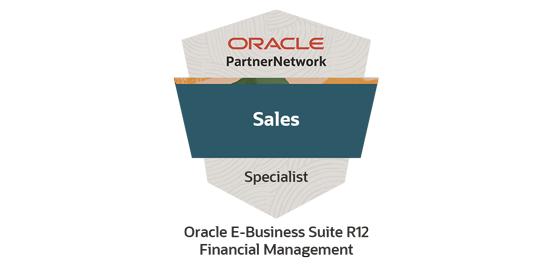 ORACLE
PartnerNetwork
Sales
Specialist
Oracle E-Business Suite R12
Financial Management